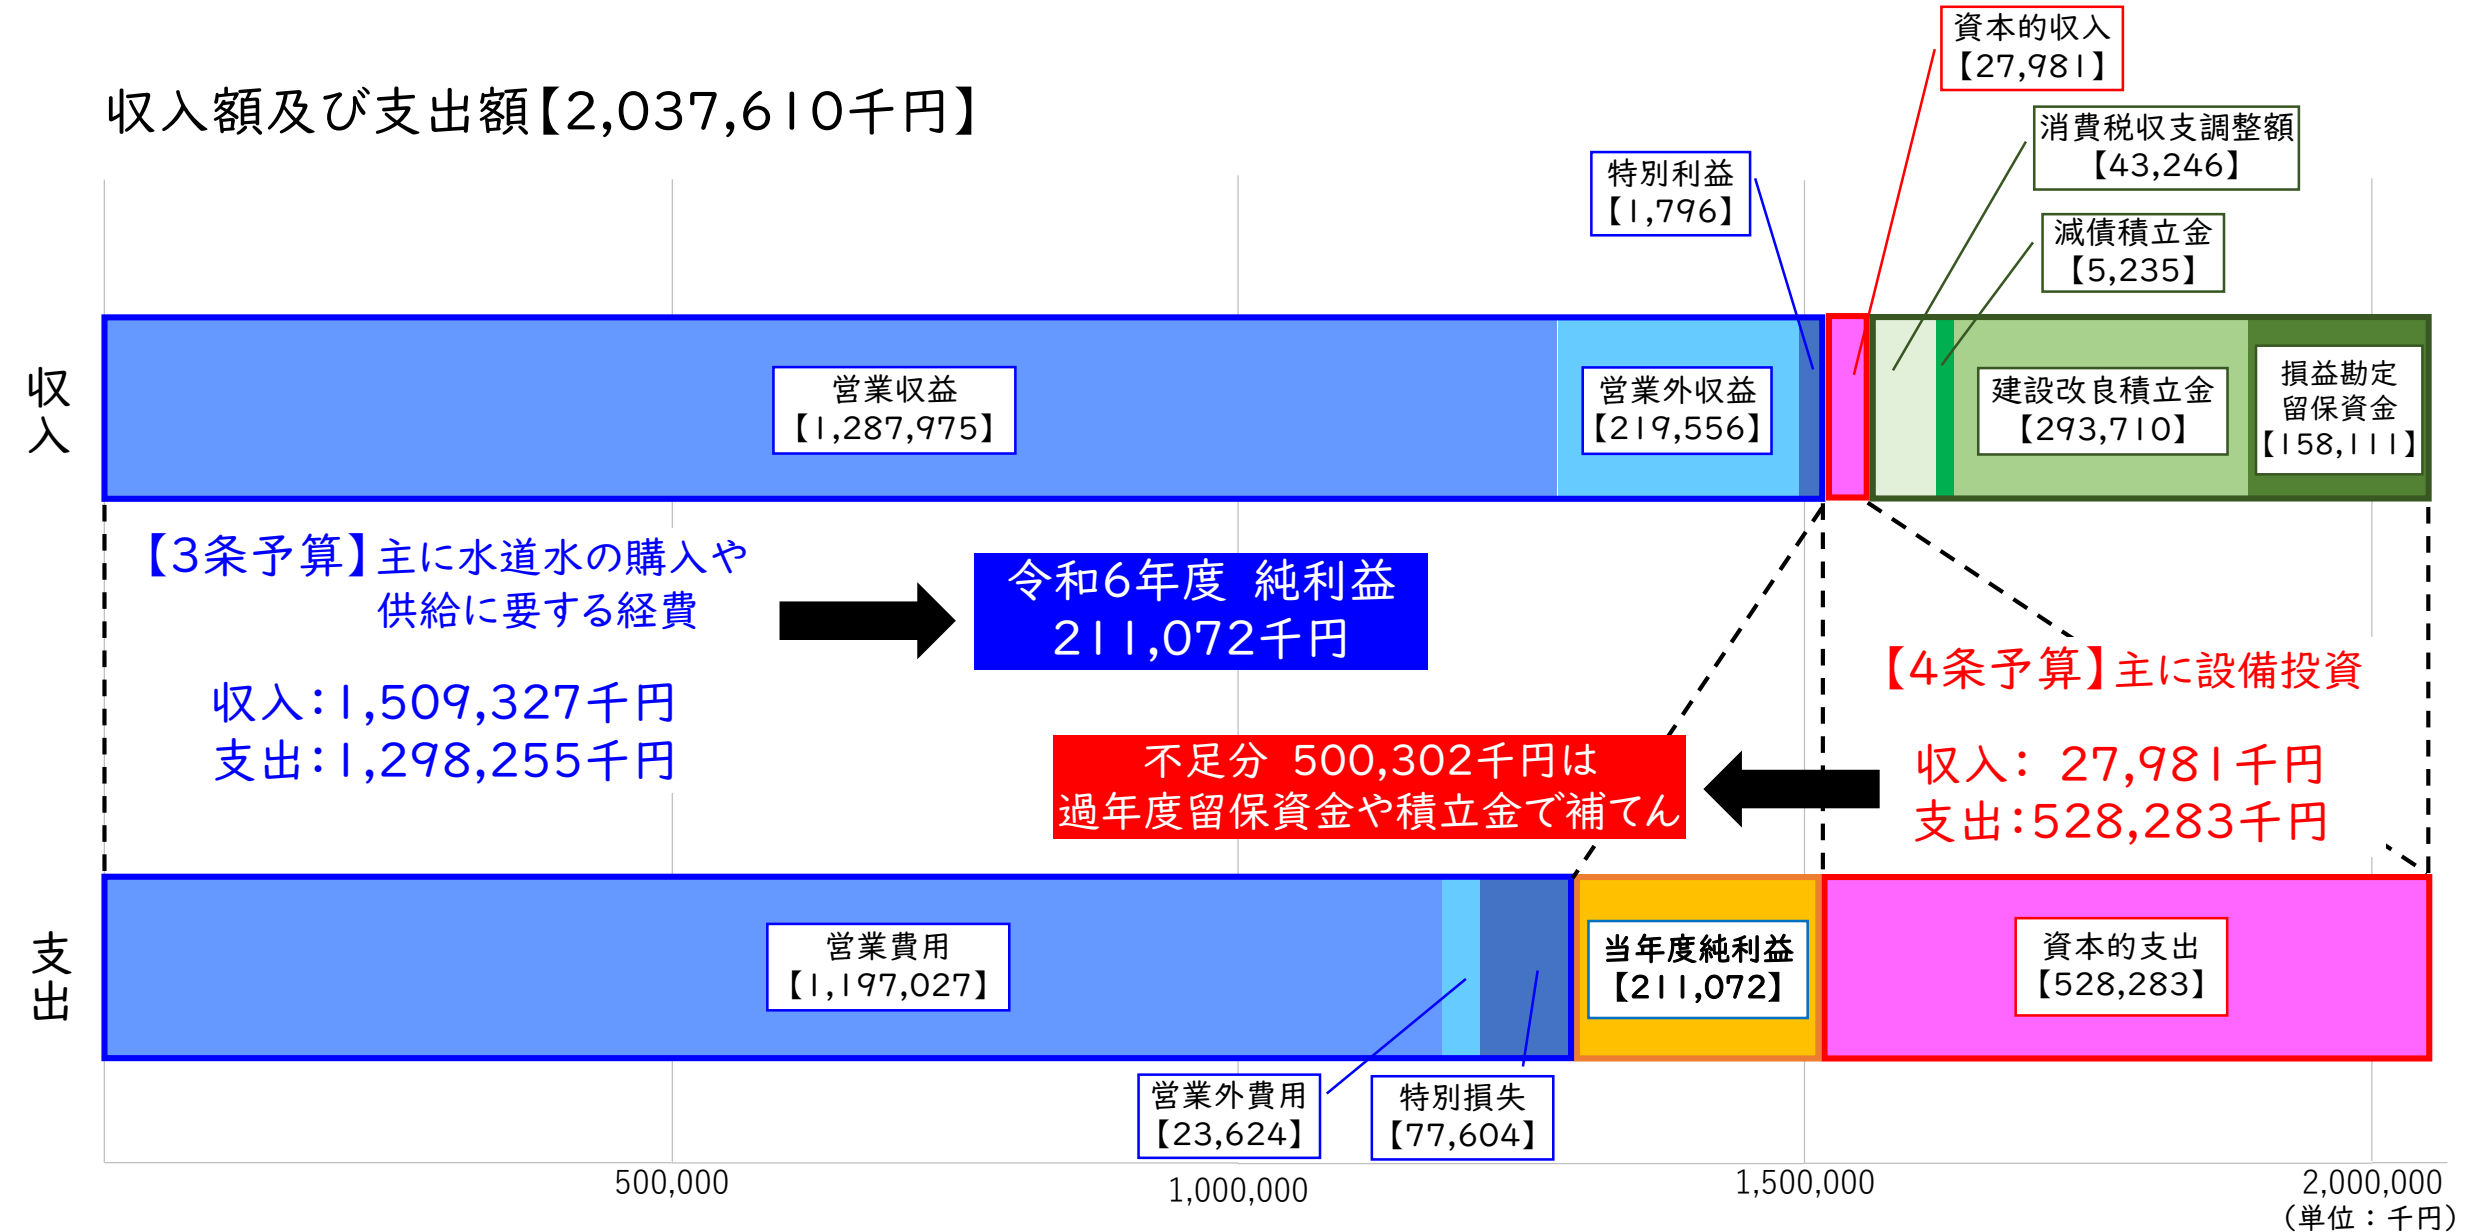 収入額及び支出額【2,037,610千円】
資本的収入
【27,981】
消費税収支調整額
【43,246】
特別利益
【1,796】
減債積立金
【5,235】
収入
営業収益
【1,287,975】
営業外収益
【219,556】
建設改良積立金
【293,710】
損益勘定
留保資金
【158,111】
【3条予算】主に水道水の購入や
供給に要する経費
収入：1,509,327千円
支出：1,298,255千円
令和6年度 純利益
211,072千円
【4条予算】主に設備投資
収入： 27,981千円
支出：528,283千円
不足分 500,302千円は
過年度留保資金や積立金で補てん
支出
営業費用
【1,197,027】
当年度純利益
【211,072】
資本的支出
【528,283】
営業外費用
【23,624】
特別損失
【77,604】
500,000
1,000,000
1,500,000
2,000,000
（単位：千円）